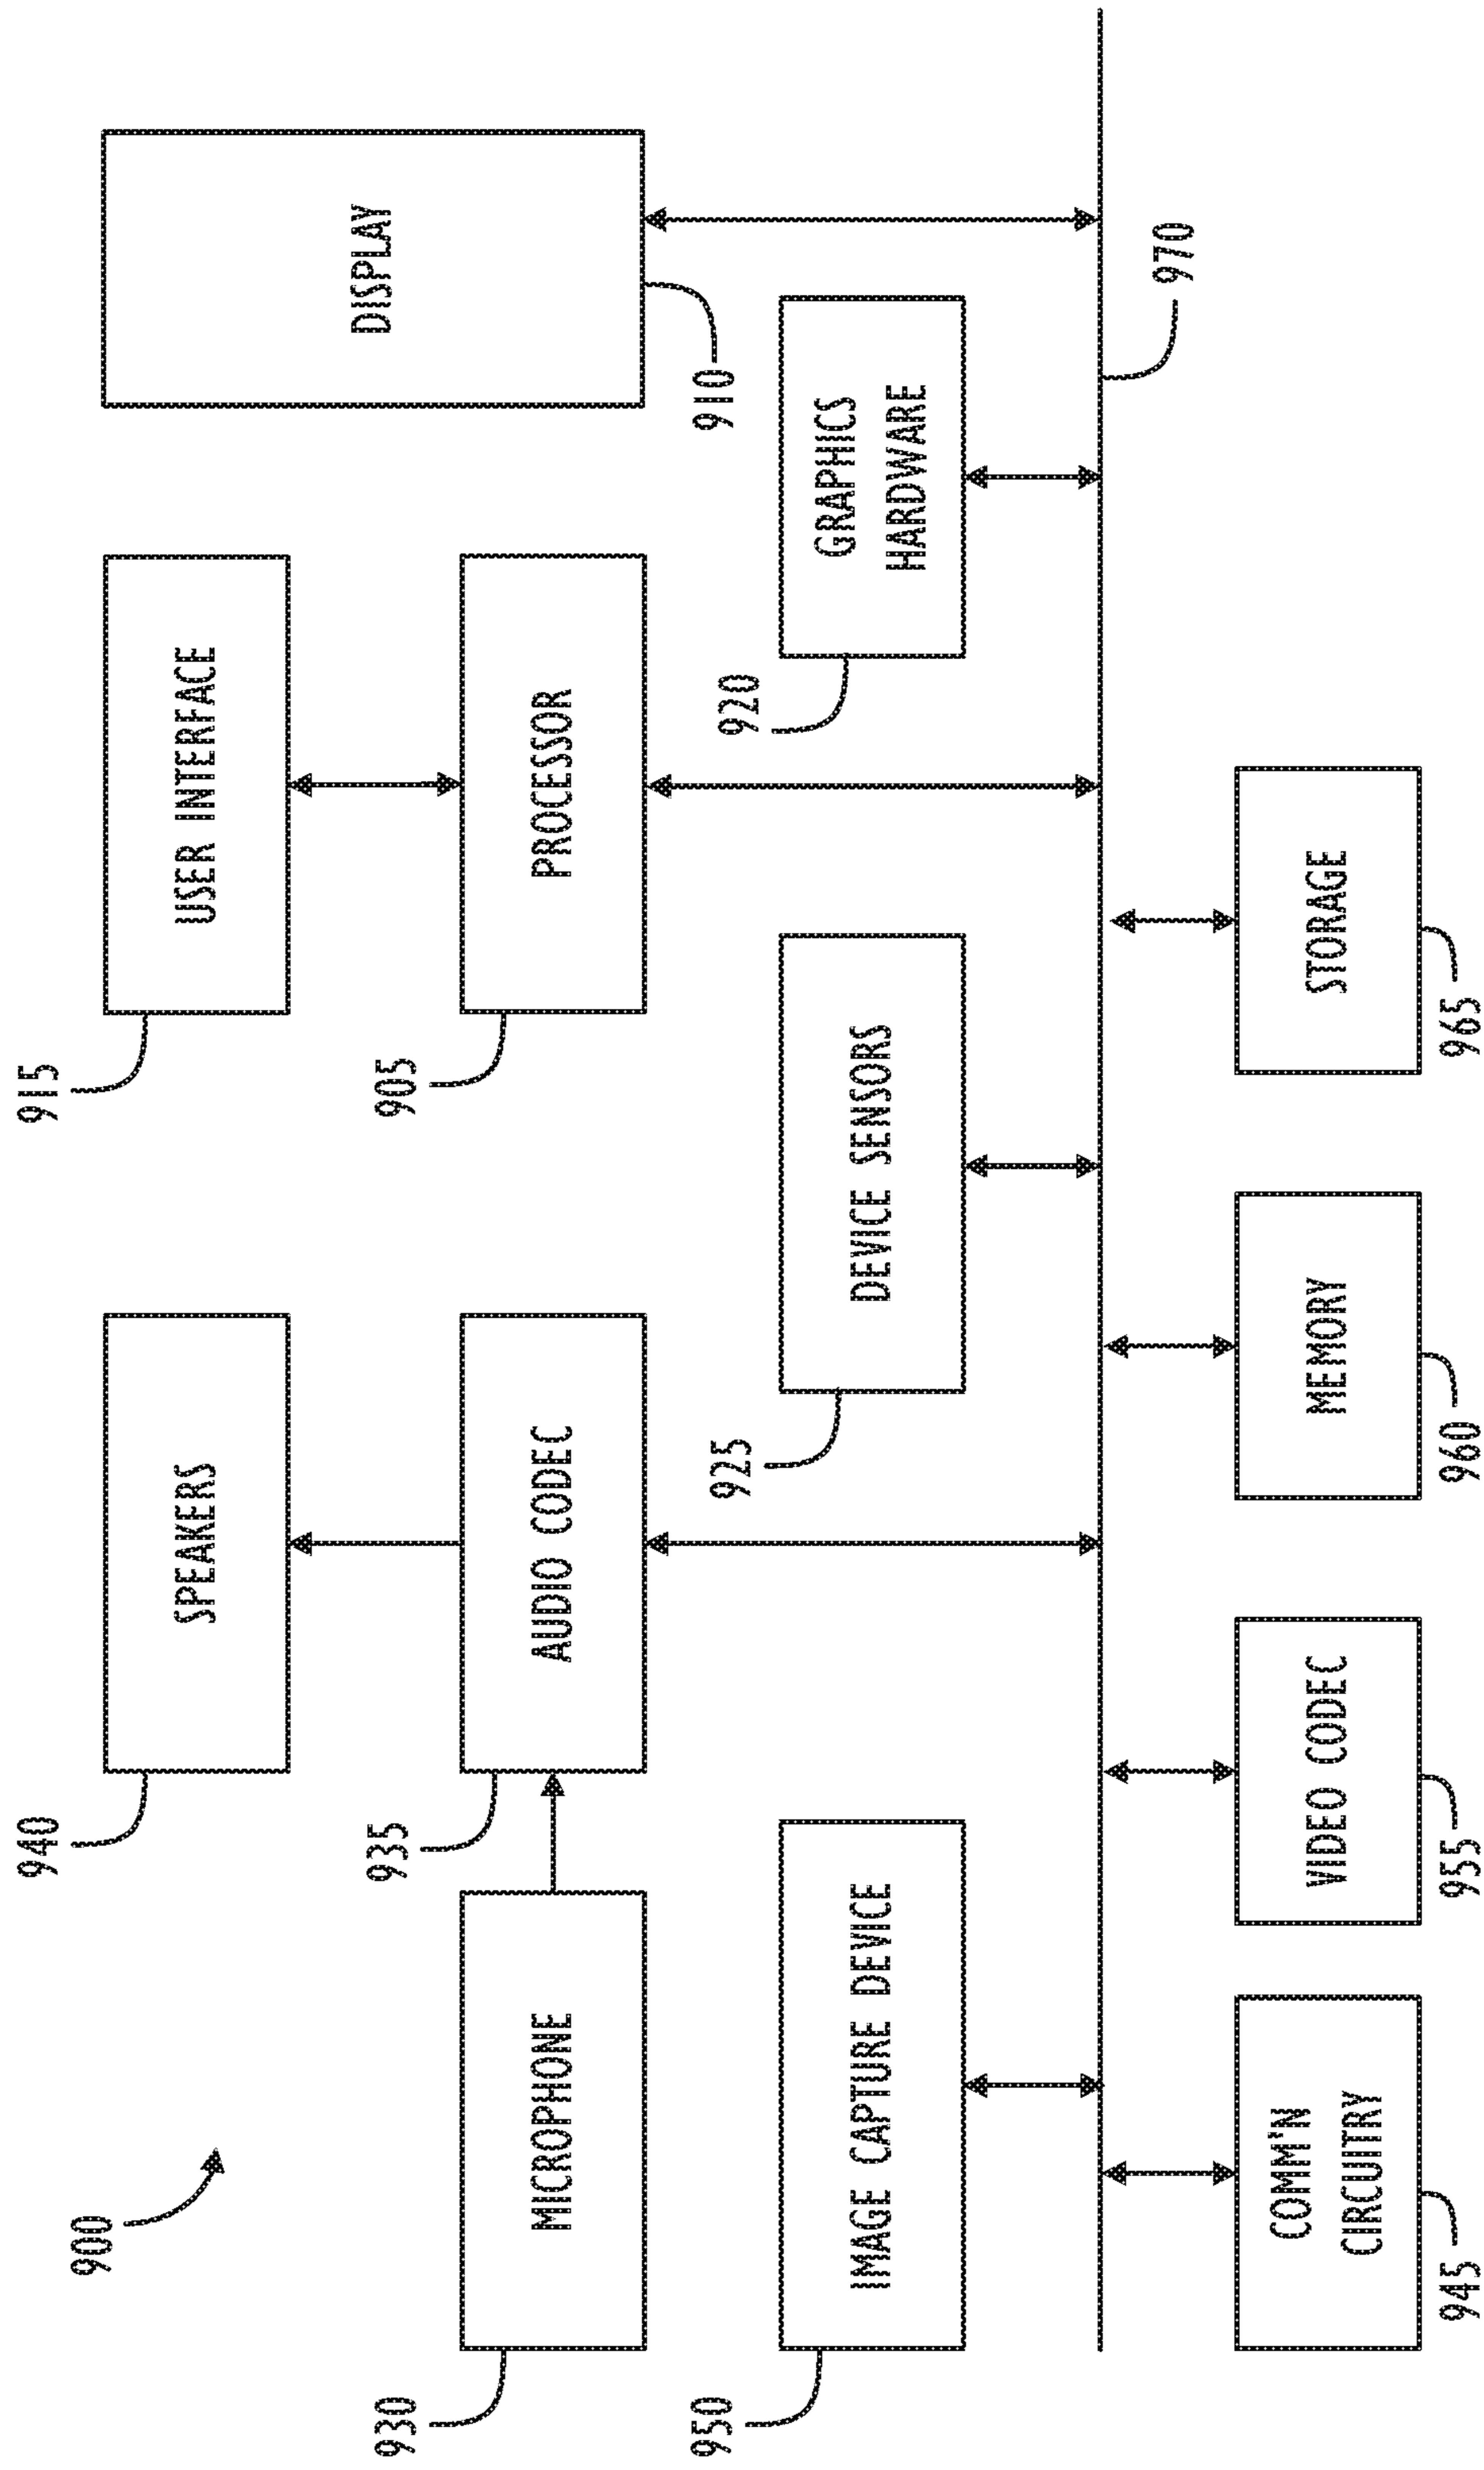 900
940
SPEAKERS
915
USER INTERFACE
DISPLAY
930
MICROPHONE
935
AUDIO CODEC
905
PROCESSOR
910
950
IMAGE CAPTURE DEVICE
925
DEVICE SENSORS
920
GRAPHICS
HARDWARE
970
COMM'N
CIRCUITRY
945
VIDEO CODEC
955
MEMORY
960
STORAGE
965